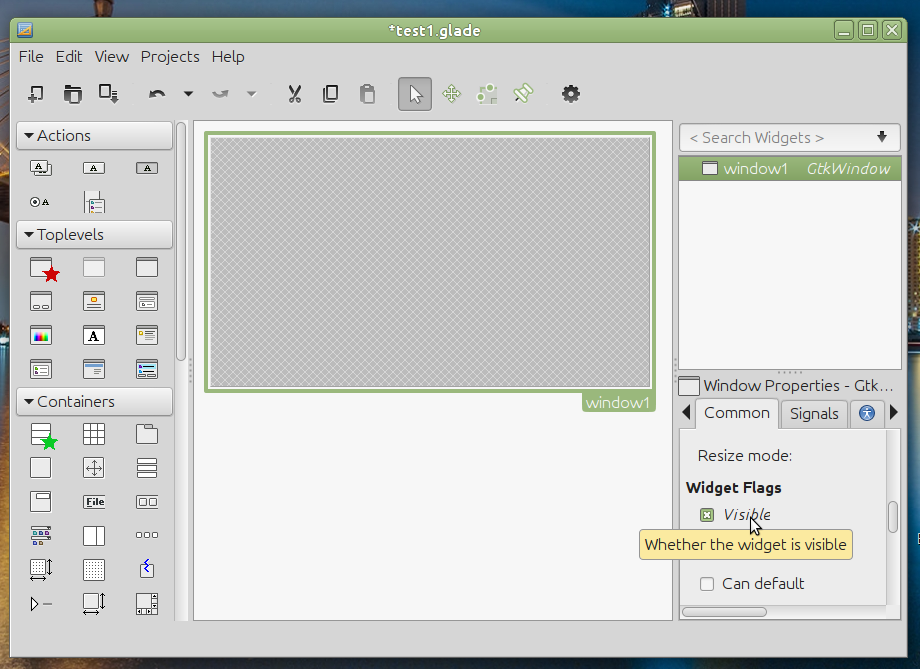 *test1.glade
File Edit View Projects Help
Actions
Toplevels
Containers
File
A
A
A
A
A
window1
< Search Widgets >
window1 GtkWindow
Window Properties - Gtk...
Common Signals
Resize mode:
Widget Flags
Visible
Whether the widget is visible
Can default